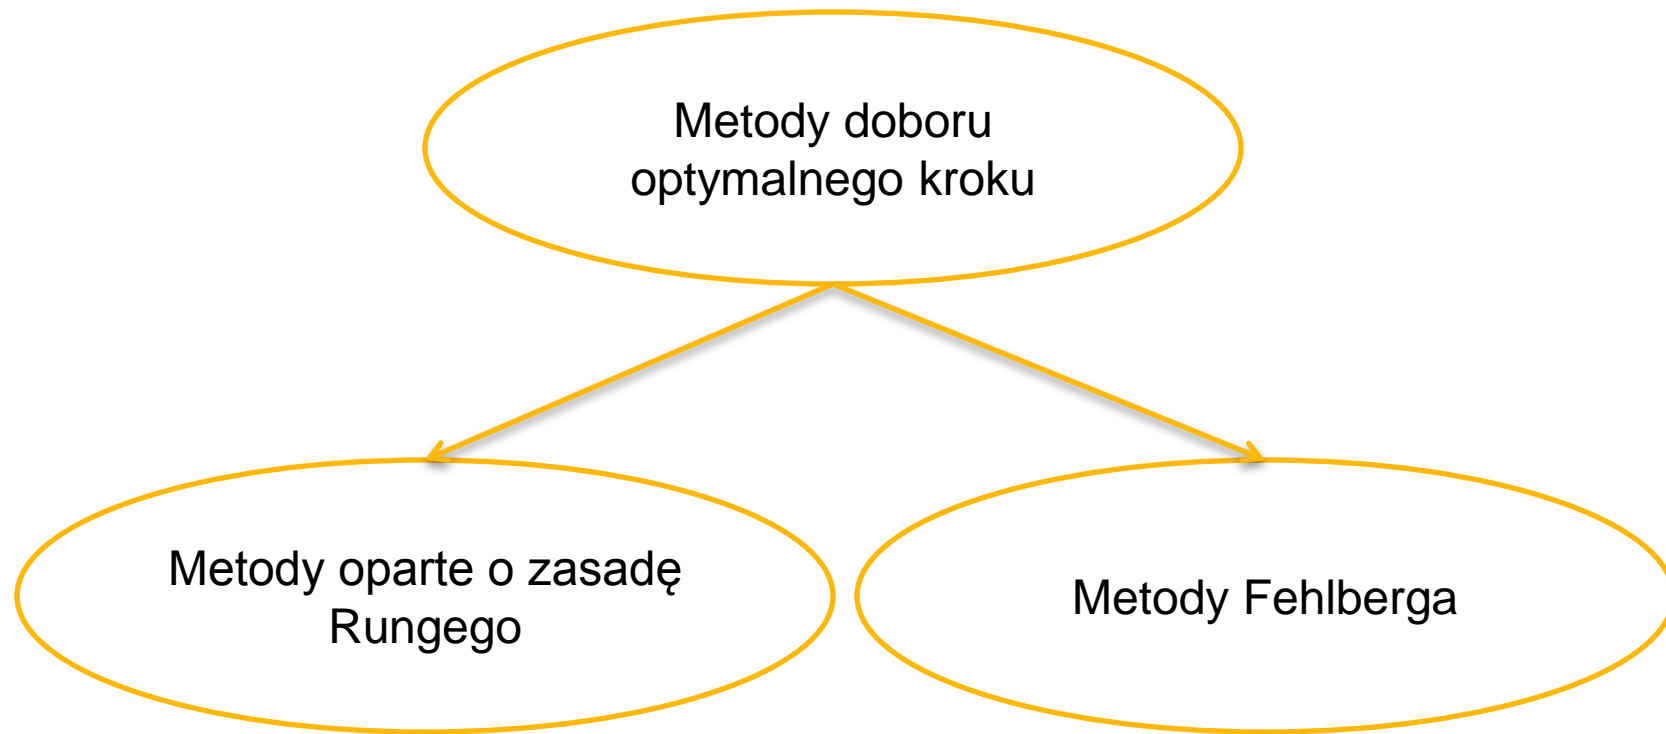 Metody doboru
optymalnego kroku
Metody oparte o zasadę
Rungego
Metody Fehlberga